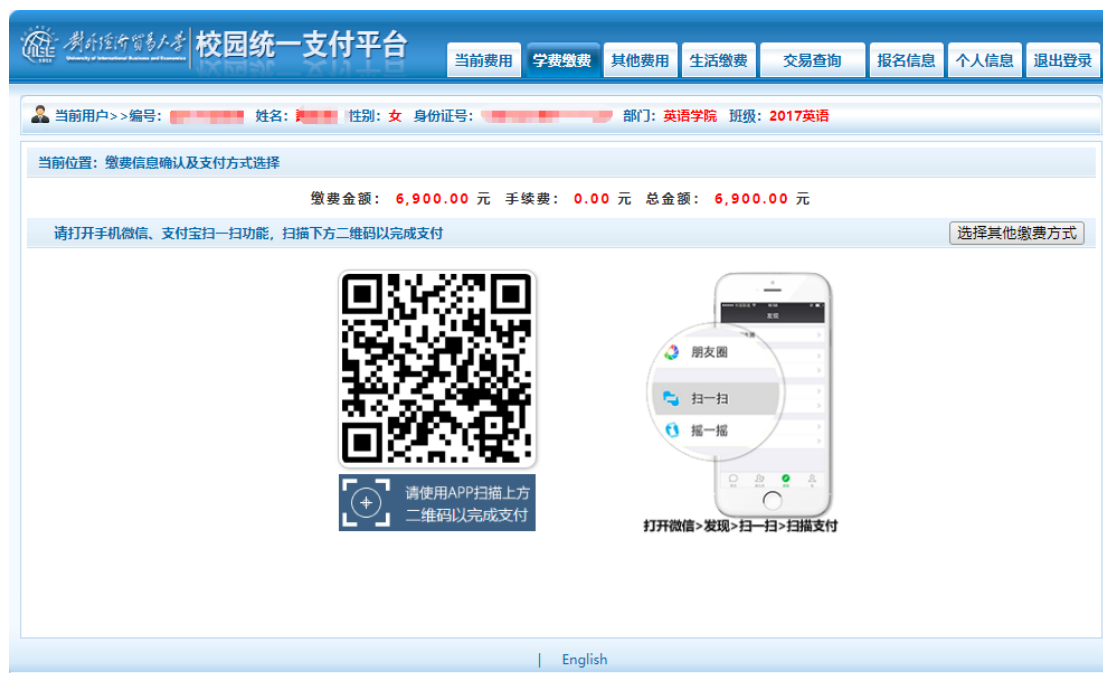 对外经济贸易大学 校园统一支付平台
University of International Business and Economics
UIBE
1951
当前费用 学费缴费 其他费用 生活缴费 交易查询 报名信息 个人信息 退出登录
当前用户>>编号: 姓名: 性别: 女 身份证号: 部门: 英语学院 班级: 2017英语
当前位置: 缴费信息确认及支付方式选择
缴费金额: 6,900.00 元 手续费: 0.00 元 总金额: 6,900.00 元
请打开手机微信、支付宝扫一扫功能, 扫描下方二维码以完成支付
选择其他缴费方式
请使用APP扫描上方
二维码以完成支付
发现
朋友圈
扫一扫
摇一摇
打开微信>发现>扫一扫>扫描支付
| English